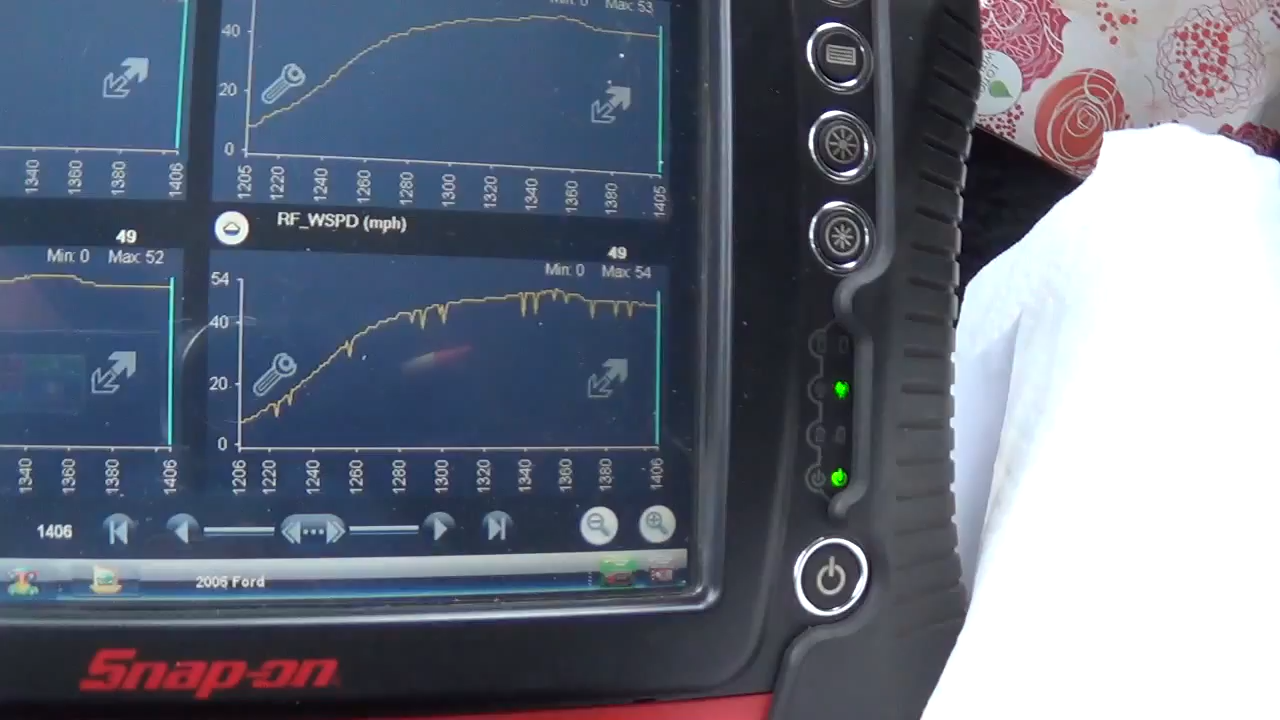 Min: 0 Max: 53
40
20
0
1340 1360 1380 1406
1205 1220 1240 1260 1280 1300 1320 1340 1360 1380 1405
RF_WSPD (mph)
49
Min: 0 Max: 52
49
Min: 0 Max: 54
54
40
20
0
1340 1360 1380 1406
1206 1220 1240 1260 1280 1300 1320 1340 1360 1380 1406
1406
2006 Ford
Snap-on